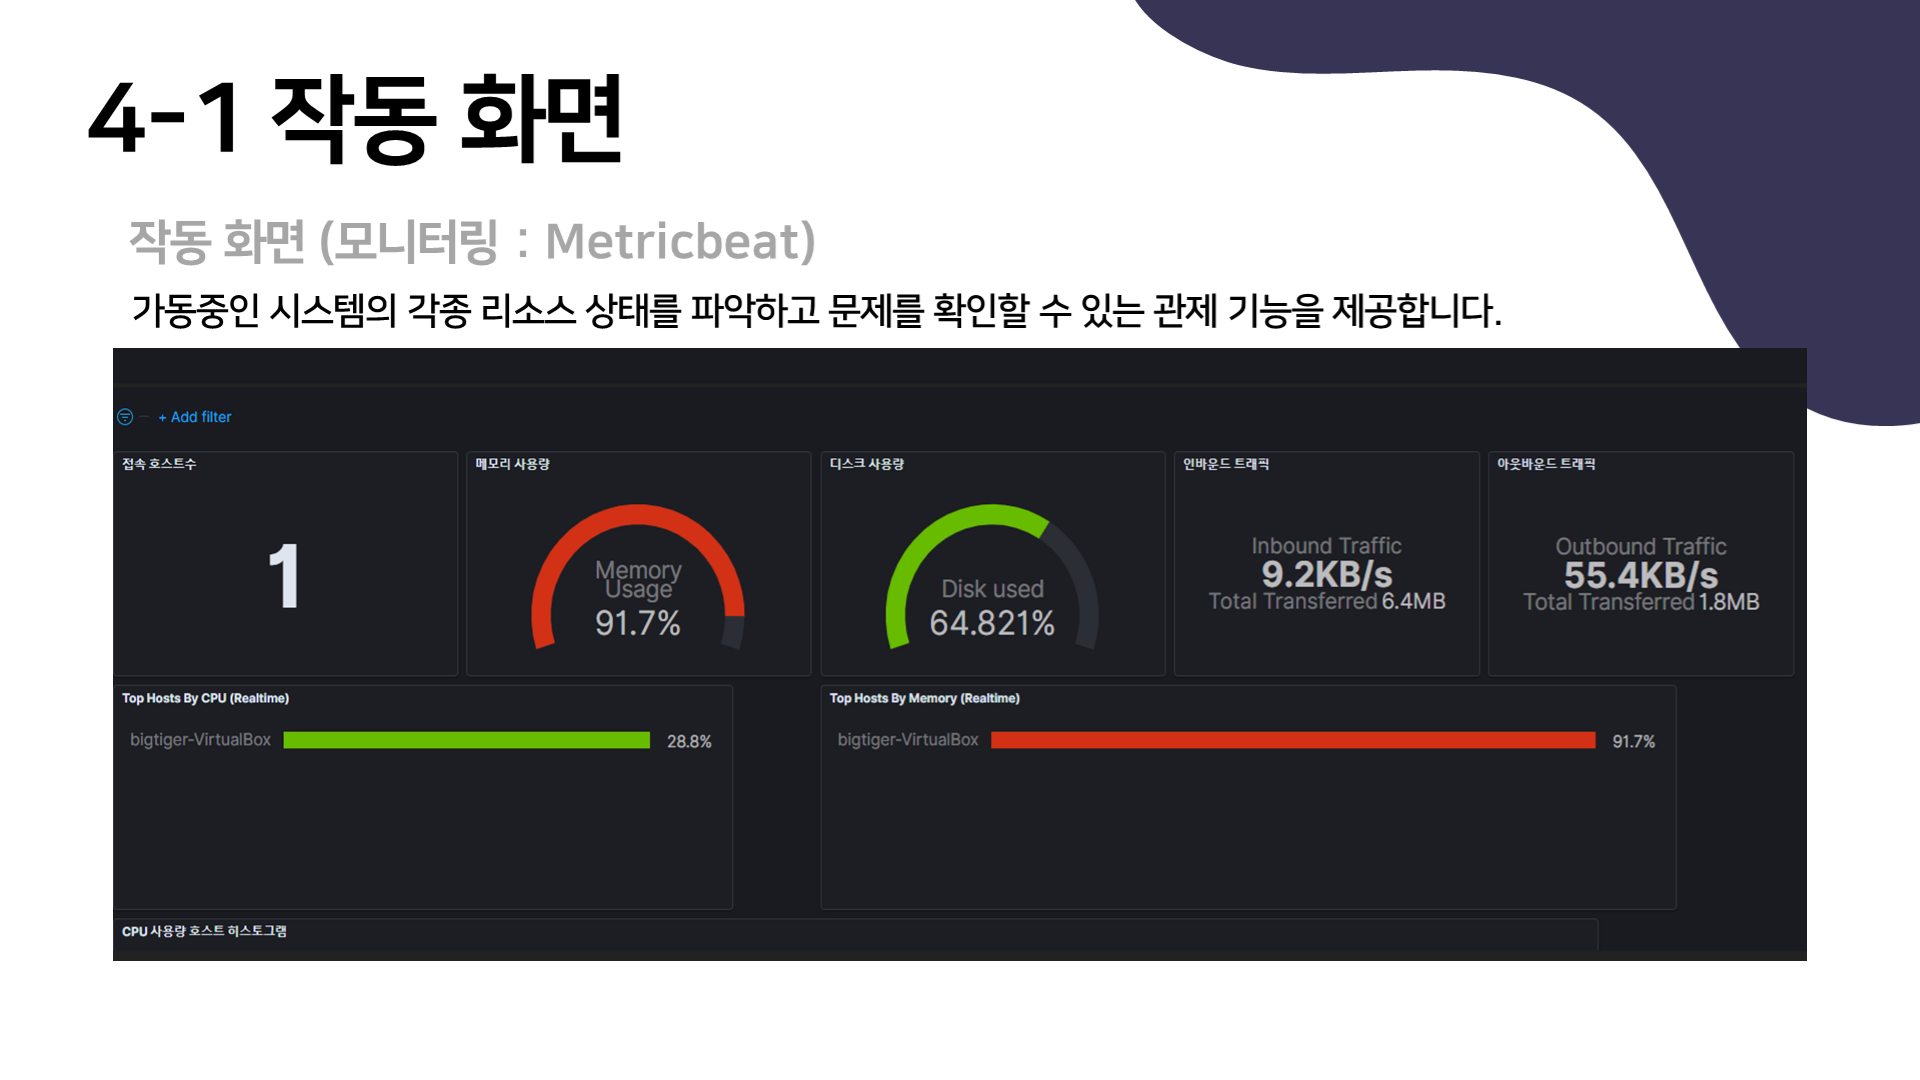 4-1 작동 화면
작동 화면 (모니터링 : Metricbeat)
가동중인 시스템의 각종 리소스 상태를 파악하고 문제를 확인할 수 있는 관제 기능을 제공합니다.
+ Add filter
접속 호스트수
1
메모리 사용량
Memory
Usage
91.7%
디스크 사용량
Disk used
64.821%
인바운드 트래픽
Inbound Traffic
9.2KB/s
Total Transferred 6.4MB
아웃바운드 트래픽
Outbound Traffic
55.4KB/s
Total Transferred 1.8MB
Top Hosts By CPU (Realtime)
bigtiger-VirtualBox 28.8%
Top Hosts By Memory (Realtime)
bigtiger-VirtualBox 91.7%
CPU 사용량 호스트 히스토그램